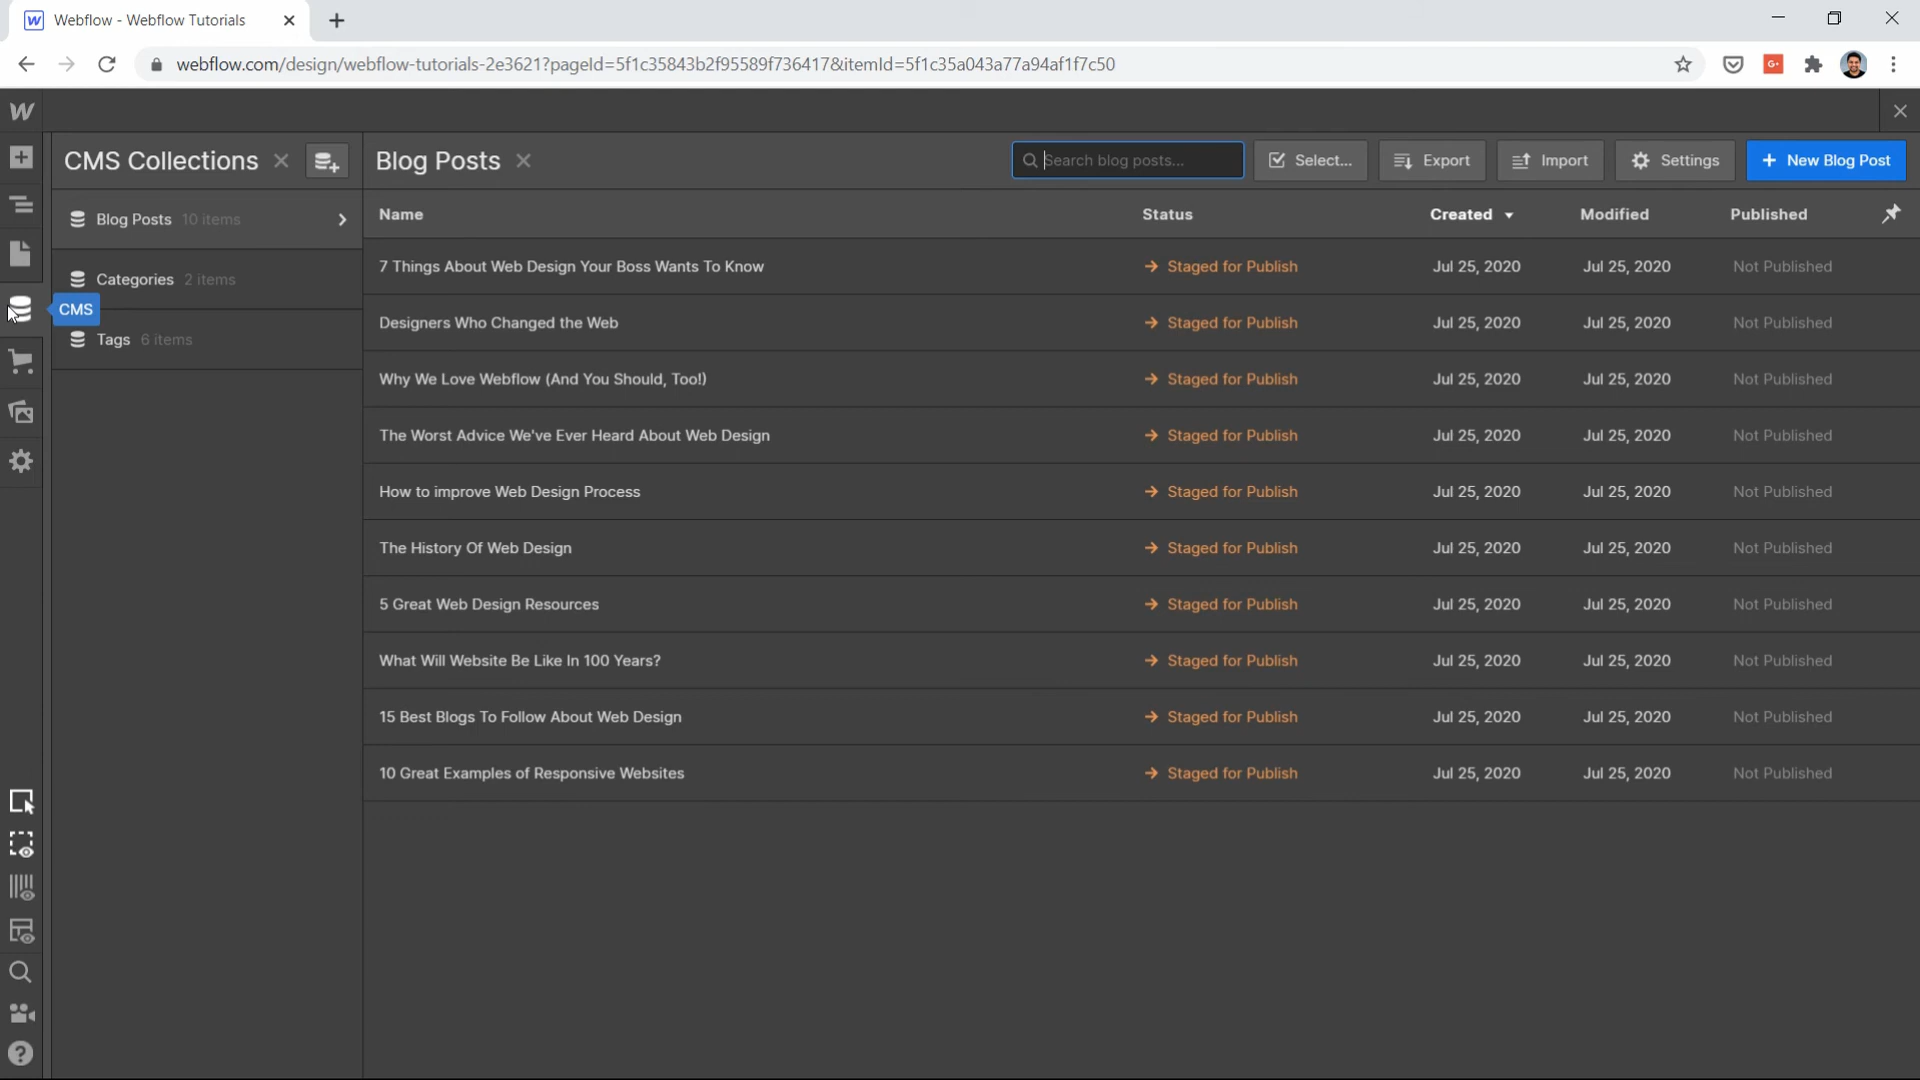 Webflow - Webflow Tutorials
webflow.com/design/webflow-tutorials-2e3621?pageId=5f1c35843b2f95589f736417&itemId=5f1c35a043a77a94af1f7c50
CMS Collections
Blog Posts
Search blog posts...
Select...
Export
Import
Settings
New Blog Post
Blog Posts 10 items
Categories 2 items
CMS
Tags 6 items
Name Status Created Modified Published
7 Things About Web Design Your Boss Wants To Know Staged for Publish Jul 25, 2020 Jul 25, 2020 Not Published
Designers Who Changed the Web Staged for Publish Jul 25, 2020 Jul 25, 2020 Not Published
Why We Love Webflow (And You Should, Too!) Staged for Publish Jul 25, 2020 Jul 25, 2020 Not Published
The Worst Advice We've Ever Heard About Web Design Staged for Publish Jul 25, 2020 Jul 25, 2020 Not Published
How to improve Web Design Process Staged for Publish Jul 25, 2020 Jul 25, 2020 Not Published
The History Of Web Design Staged for Publish Jul 25, 2020 Jul 25, 2020 Not Published
5 Great Web Design Resources Staged for Publish Jul 25, 2020 Jul 25, 2020 Not Published
What Will Website Be Like In 100 Years? Staged for Publish Jul 25, 2020 Jul 25, 2020 Not Published
15 Best Blogs To Follow About Web Design Staged for Publish Jul 25, 2020 Jul 25, 2020 Not Published
10 Great Examples of Responsive Websites Staged for Publish Jul 25, 2020 Jul 25, 2020 Not Published